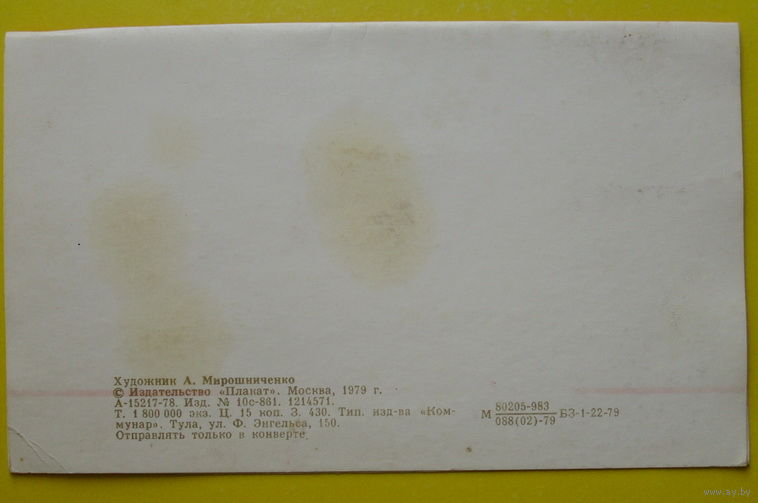 Художник А. Мирошниченко
© Издательство «Плакат». Москва, 1979 г.
А-15217-78. Изд. № 10с-861. 1214571.
Т. 1 800 000 экз. Ц. 15 коп. З. 430. Тип. изд-ва «Ком-
мунар». Тула, ул. Ф. Энгельса, 150.
Отправлять только в конверте
М 80205-983
088(02)-79 БЗ-1-22-79
www.ay.by